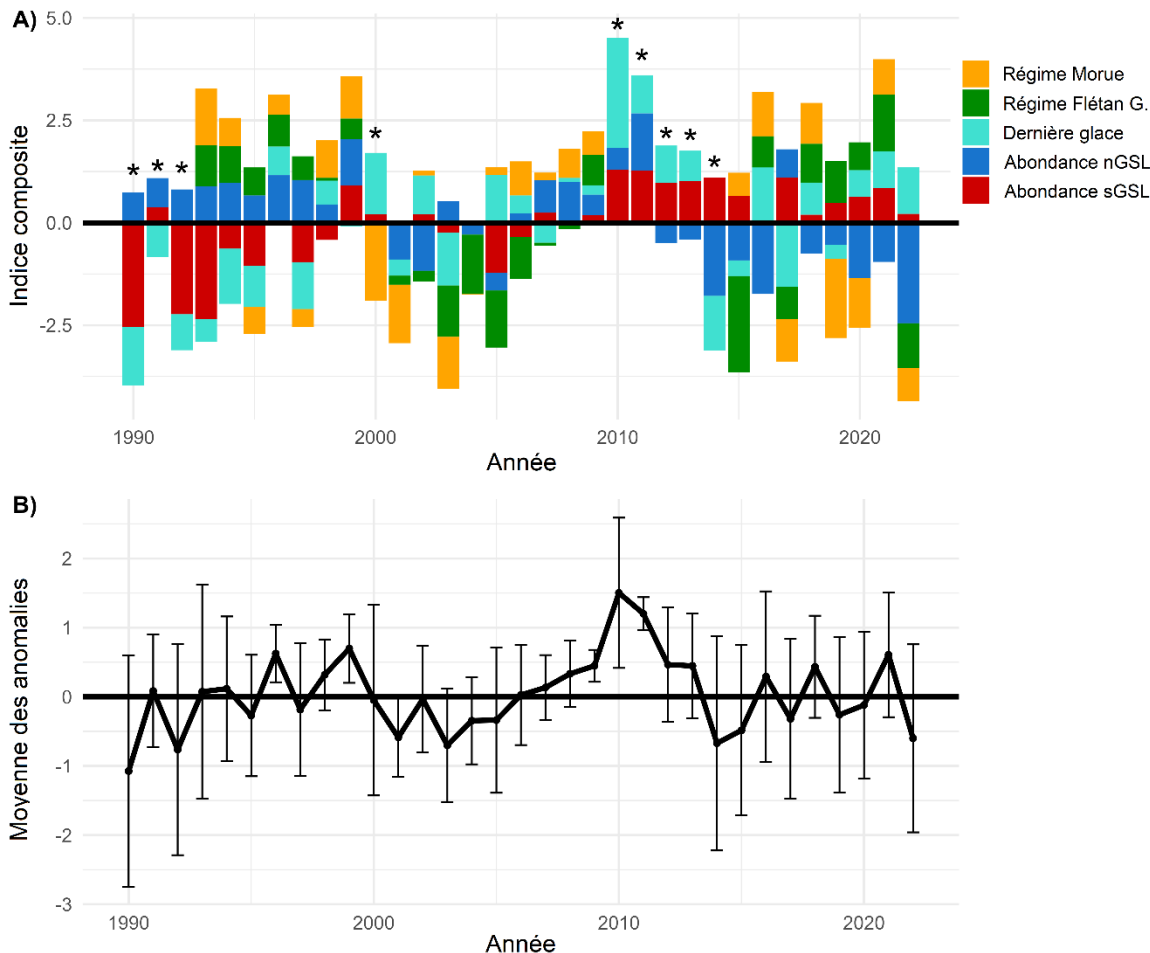 A)
5.0
2.5
0.0
-2.5
Indice composite
* * * * * * * * *
1990
2000
2010
2020
Année
Régime Morue
Régime Flétan G.
Dernière glace
Abondance nGSL
Abondance sGSL
B)
2
1
0
-1
-2
-3
Moyenne des anomalies
1990
2000
2010
2020
Année